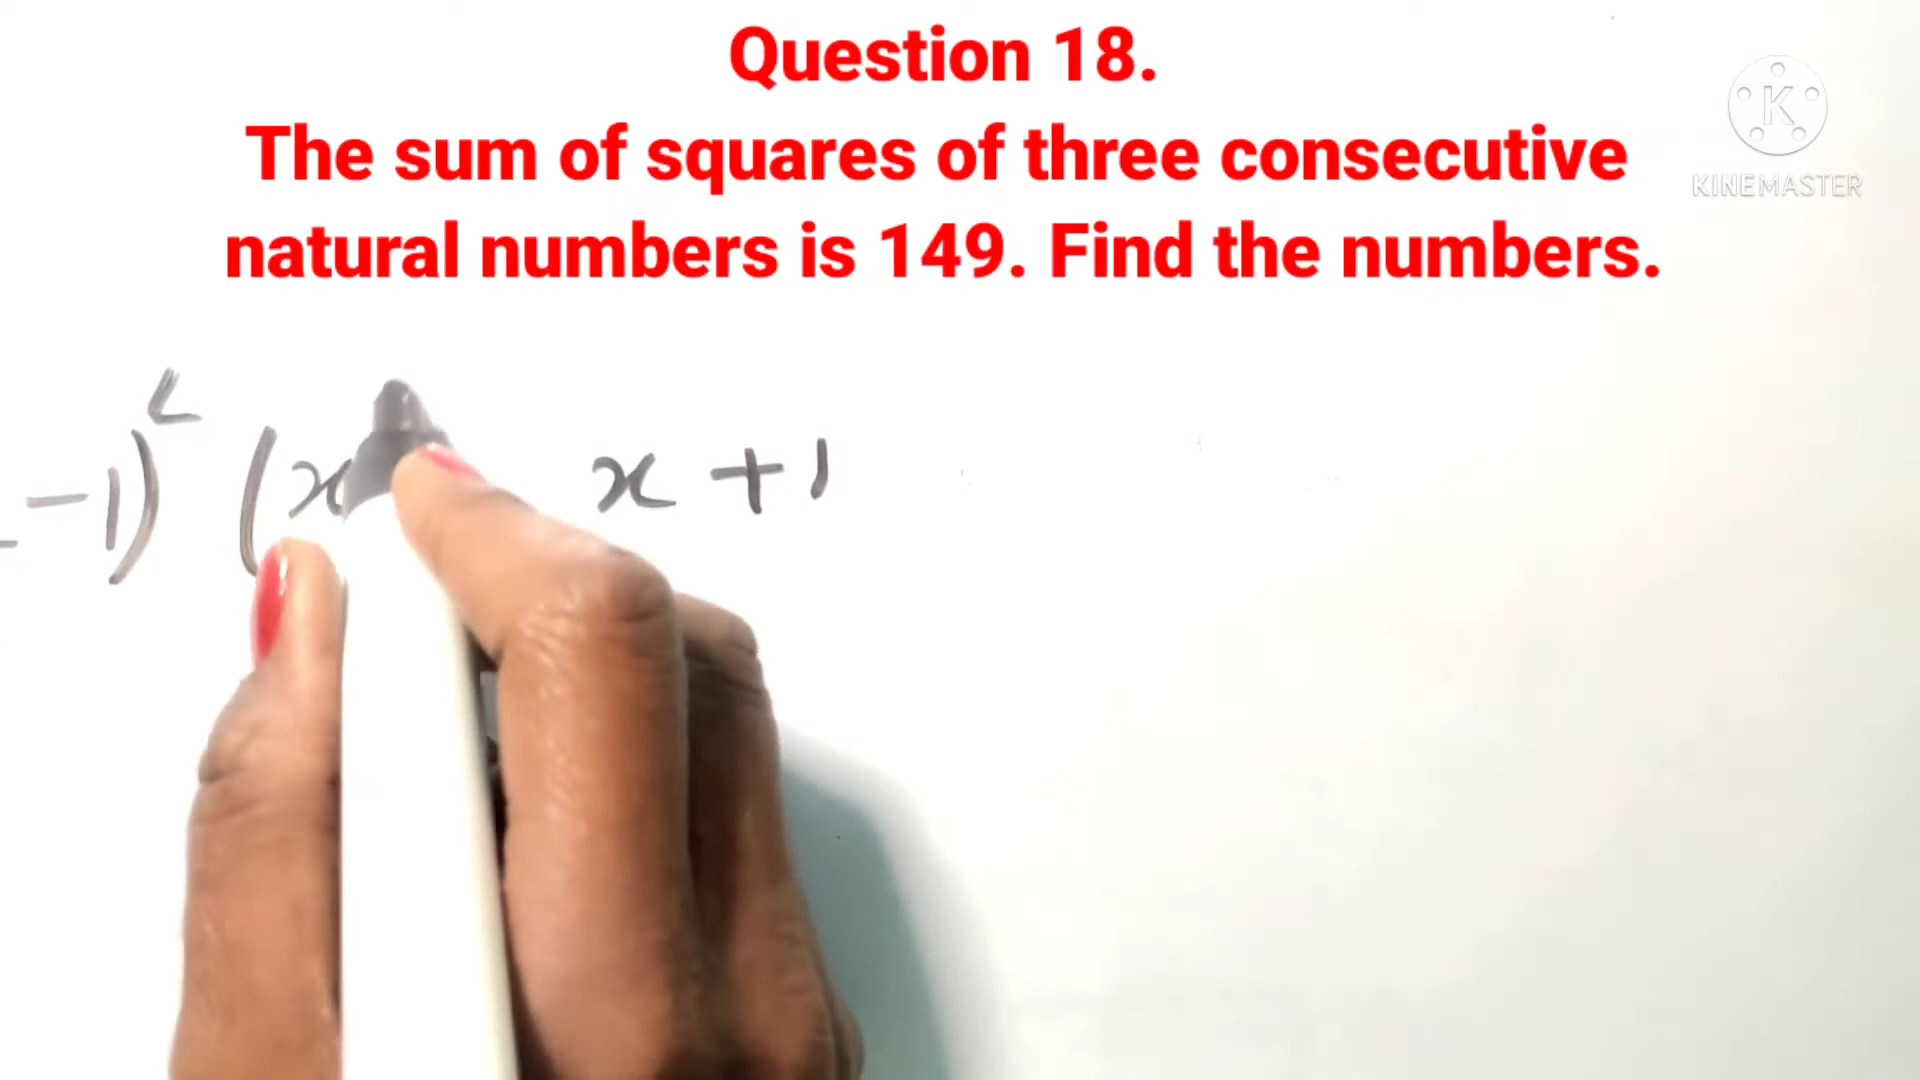 Question 18.
The sum of squares of three consecutive
natural numbers is 149. Find the numbers.
K
KINEMASTER
-1)² (x x +1